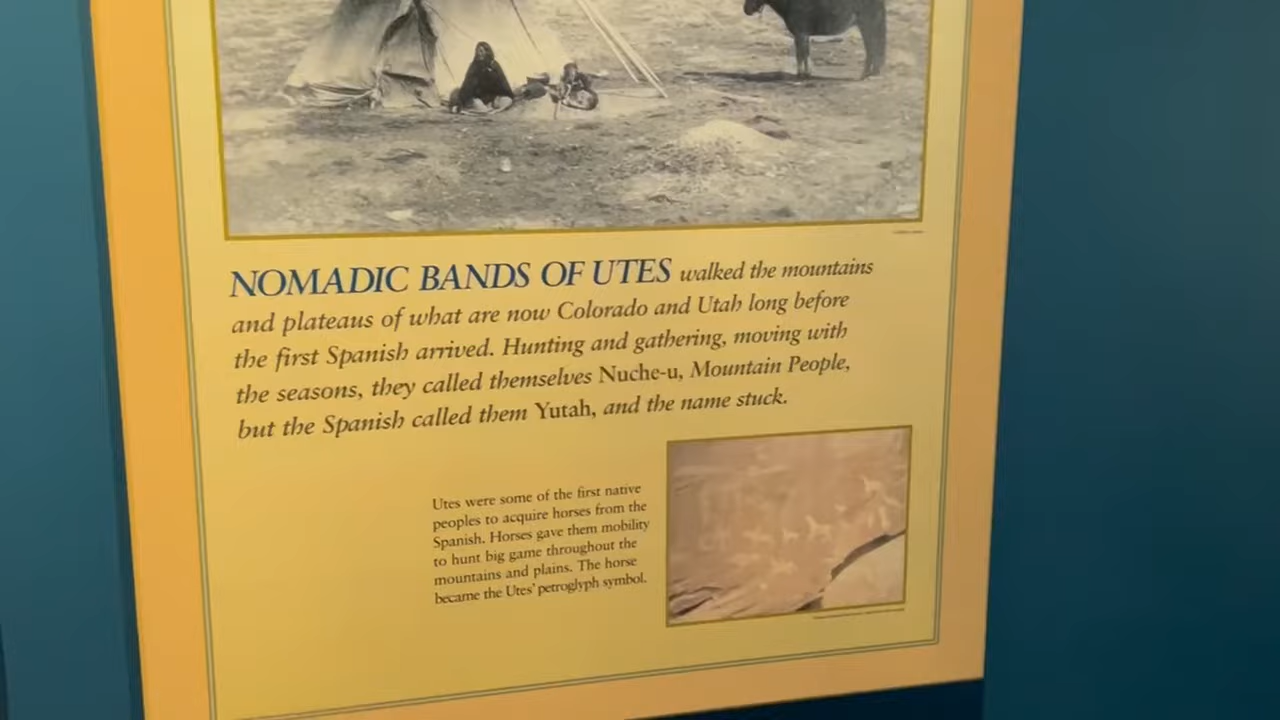 NOMADIC BANDS OF UTES walked the mountains
and plateaus of what are now Colorado and Utah long before
the first Spanish arrived. Hunting and gathering, moving with
the seasons, they called themselves Nuche-u, Mountain People,
but the Spanish called them Yutah, and the name stuck.
Utes were some of the first native
peoples to acquire horses from the
Spanish. Horses gave them mobility
to hunt big game throughout the
mountains and plains. The horse
became the Utes' petroglyph symbol.